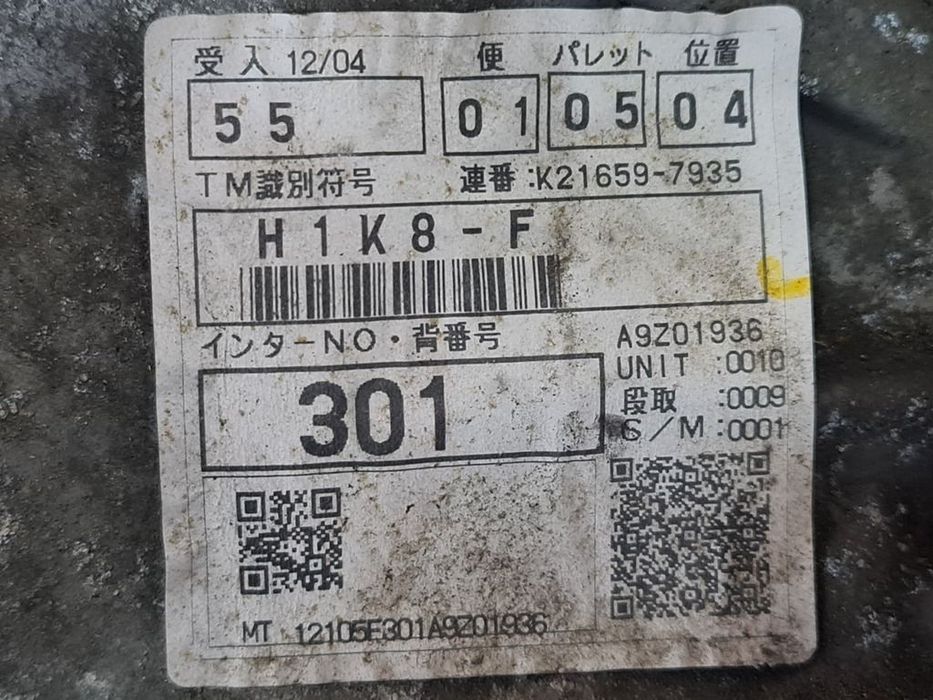 受入 12/04 便 パレット 位置
55 01 05 04
TM識別符号 連番:K21659-7935
H1K8-F
インターNO・背番号 A9Z01936
UNIT :0010
301 段取 :0009
C/M:0001
MT 12105E301A9Z01936